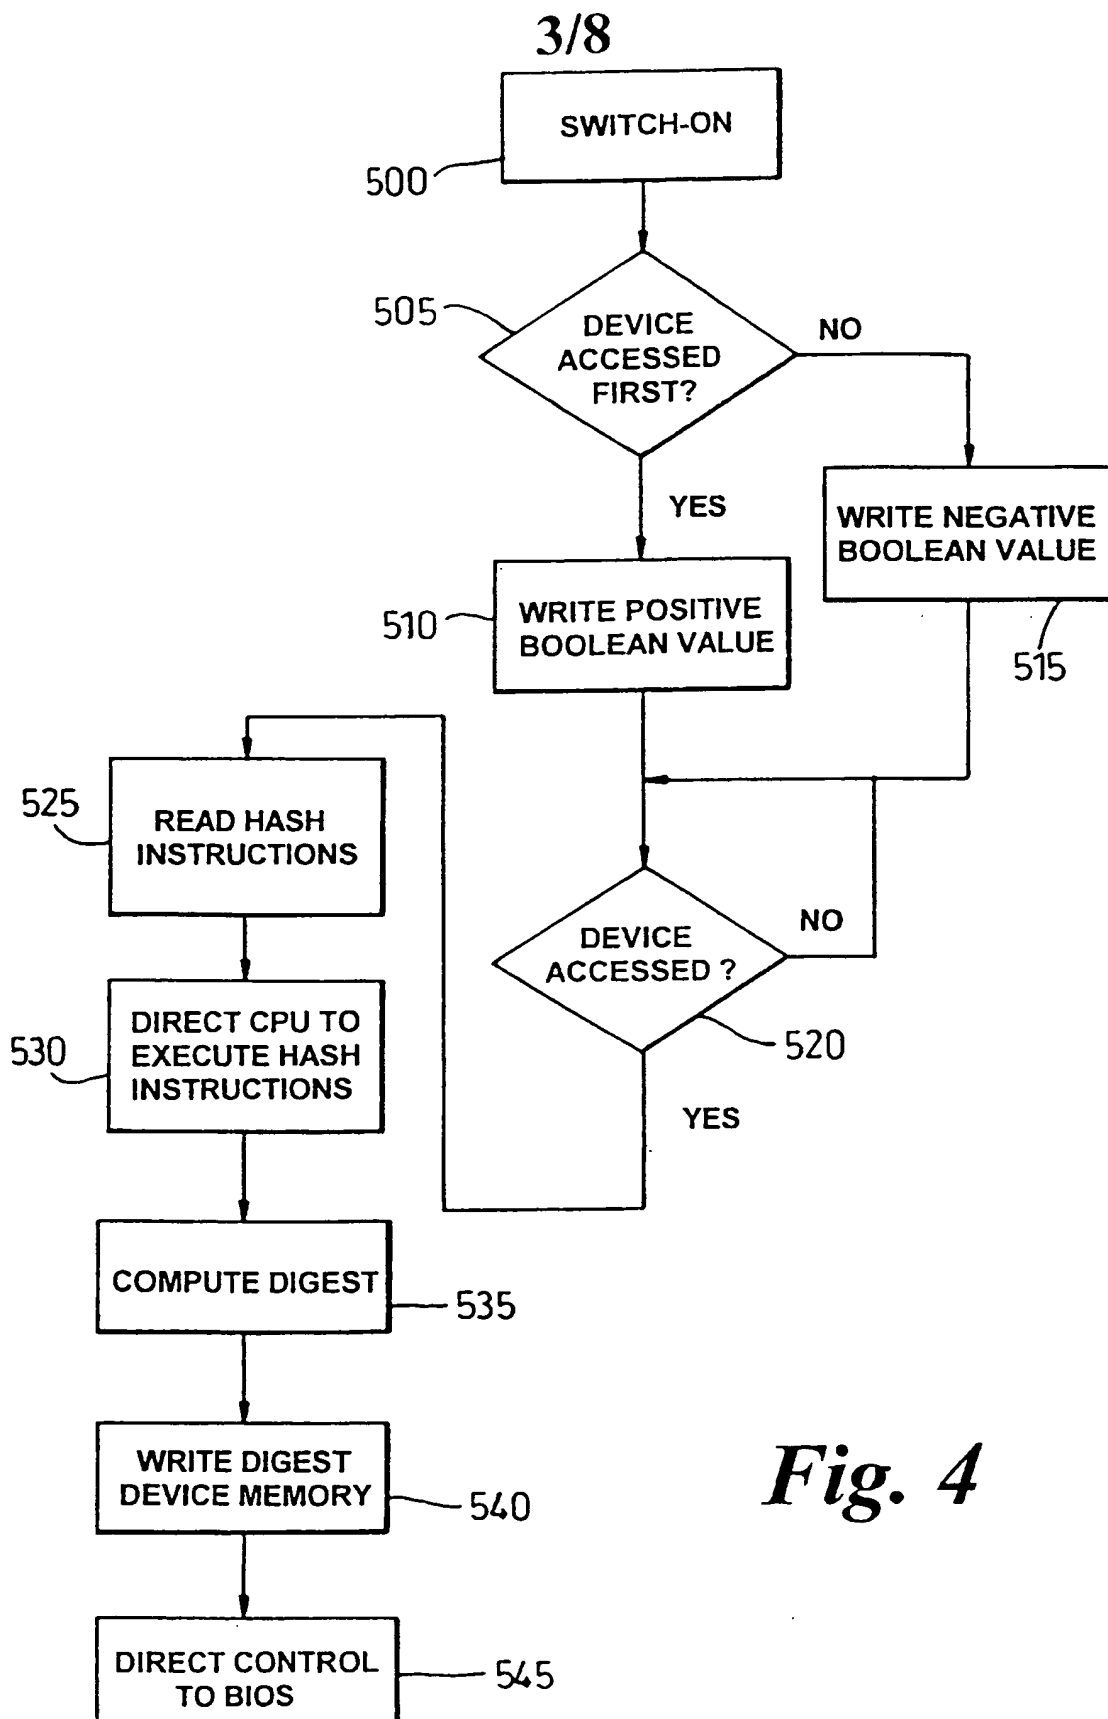 3/8
SWITCH-ON
500
505
DEVICE
ACCESSED
FIRST?
NO
YES
WRITE NEGATIVE
BOOLEAN VALUE
515
510
WRITE POSITIVE
BOOLEAN VALUE
525
READ HASH
INSTRUCTIONS
DEVICE
ACCESSED ?
NO
520
YES
530
DIRECT CPU TO
EXECUTE HASH
INSTRUCTIONS
COMPUTE DIGEST
535
WRITE DIGEST
DEVICE MEMORY
540
Fig. 4
DIRECT CONTROL
TO BIOS
545